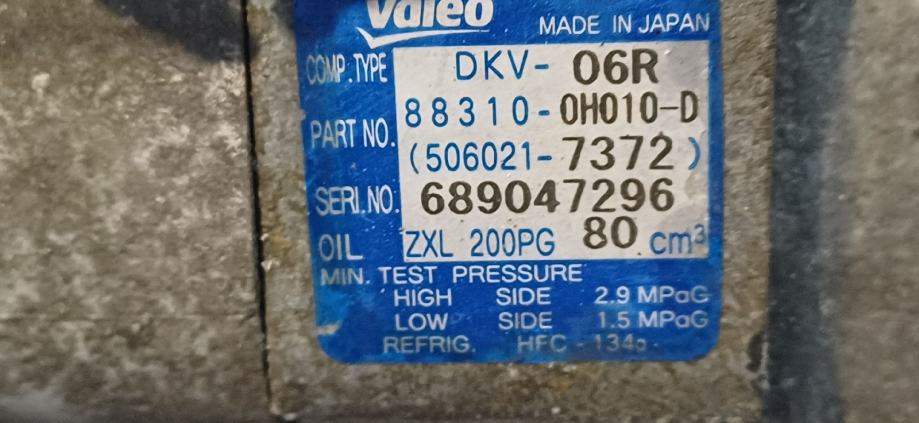 Valeo
MADE IN JAPAN
COMP.TYPE DKV- 06R
PART NO. 88310-0H010-D
(506021-7372)
SERI.NO. 689047296
OIL ZXL 200PG 80 cm³
MIN. TEST PRESSURE
HIGH SIDE 2.9 MPaG
LOW SIDE 1.5 MPaG
REFRIG. HFC - 134a